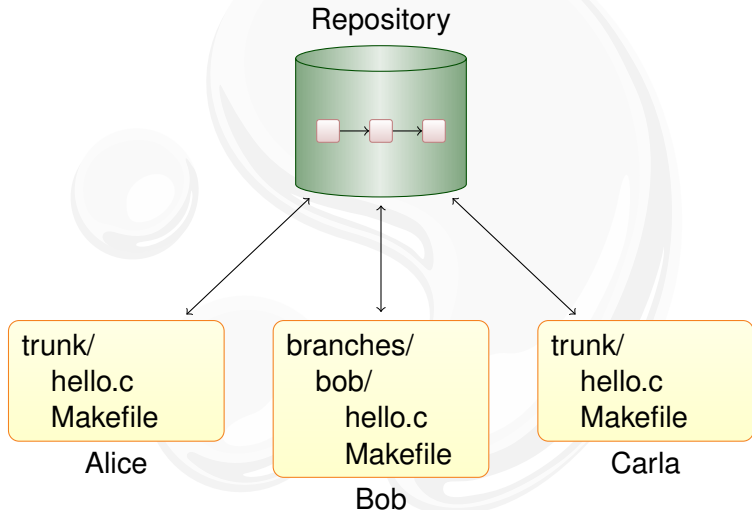 Repository
trunk/
hello.c
Makefile
Alice
branches/
bob/
hello.c
Makefile
Bob
trunk/
hello.c
Makefile
Carla